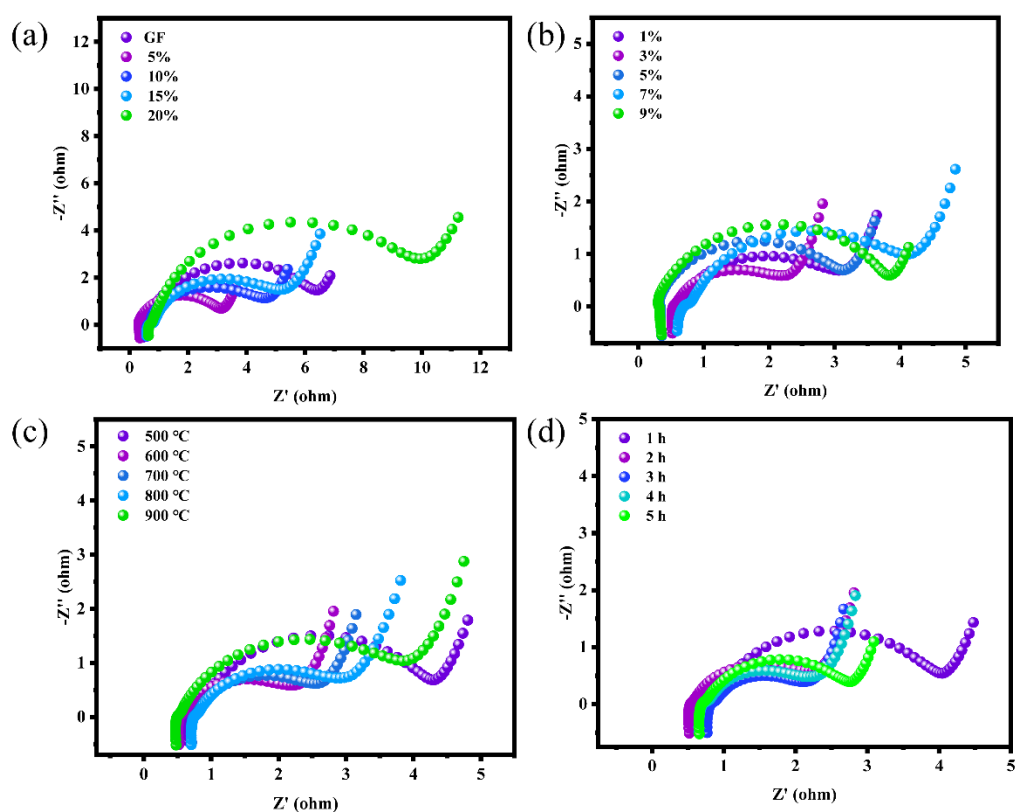 (a)
GF
5%
10%
15%
20%
12
10
8
6
4
2
0
-Z'' (ohm)
0 2 4 6 8 10 12
Z' (ohm)
(b)
1%
3%
5%
7%
9%
5
4
3
2
1
0
-Z'' (ohm)
0 1 2 3 4 5
Z' (ohm)
(c)
500 °C
600 °C
700 °C
800 °C
900 °C
5
4
3
2
1
0
-Z'' (ohm)
0 1 2 3 4 5
Z' (ohm)
(d)
1 h
2 h
3 h
4 h
5 h
5
4
3
2
1
0
-Z'' (ohm)
0 1 2 3 4 5
Z' (ohm)